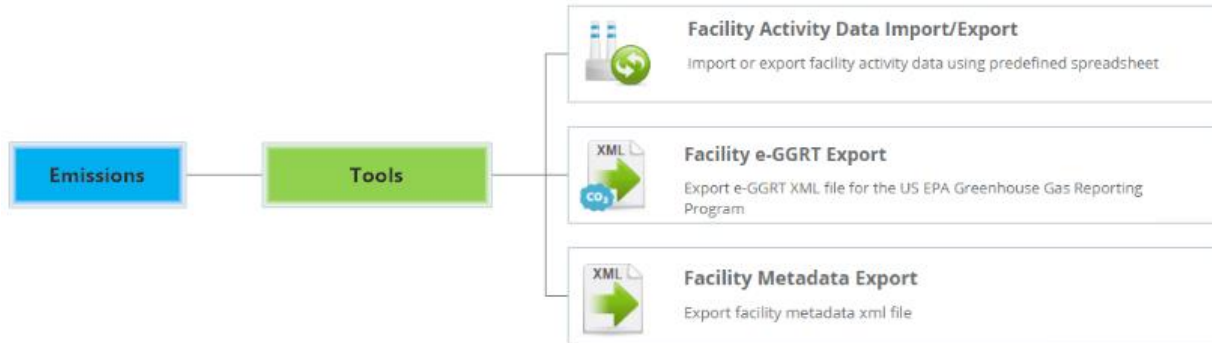 Facility Activity Data Import/Export
Import or export facility activity data using predefined spreadsheet
Emissions
Tools
XML
CO₂
Facility e-GGRT Export
Export e-GGRT XML file for the US EPA Greenhouse Gas Reporting
Program
XML
Facility Metadata Export
Export facility metadata xml file